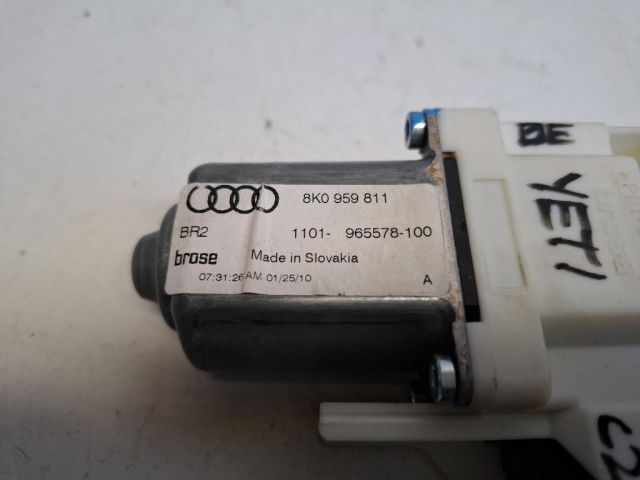 8K0 959 811
BR2 1101- 965578-100
brose Made in Slovakia
07:31:26 AM 01/25/10 A
YETI